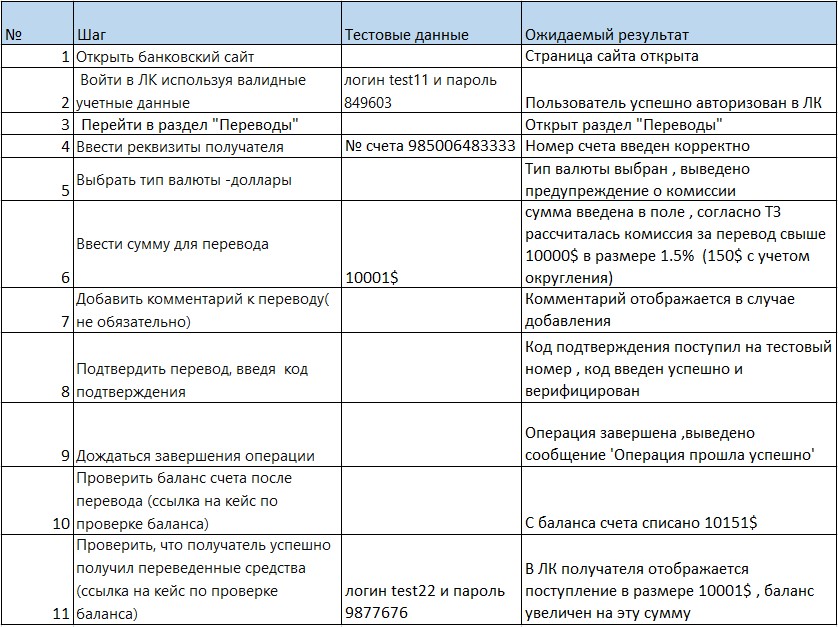 № Шаг Тестовые данные Ожидаемый результат
1 Открыть банковский сайт Страница сайта открыта
Войти в ЛК используя валидные
учетные данные
2
логин test11 и пароль
849603
Пользователь успешно авторизован в ЛК
3 Перейти в раздел "Переводы" Открыт раздел "Переводы"
4 Ввести реквизиты получателя № счета 985006483333 Номер счета введен корректно
5 Выбрать тип валюты -доллары
Тип валюты выбран , выведено
предупреждение о комиссии
6 Ввести сумму для перевода
10001$
сумма введена в поле , согласно ТЗ
рассчиталась комиссия за перевод свыше
10000$ в размере 1.5% (150$ с учетом
округления)
7 Добавить комментарий к переводу(
не обязательно)
Комментарий отображается в случае
добавления
8 Подтвердить перевод, введя код
подтверждения
Код подтверждения поступил на тестовый
номер , код введен успешно и
верифицирован
9 Дождаться завершения операции
Операция завершена ,выведено
сообщение 'Операция прошла успешно'
10 Проверить баланс счета после
перевода (ссылка на кейс по
проверке баланса)
С баланса счета списано 10151$
11 Проверить, что получатель успешно
получил переведенные средства
(ссылка на кейс по проверке
баланса)
логин test22 и пароль
9877676
В ЛК получателя отображается
поступление в размере 10001$ , баланс
увеличен на эту сумму